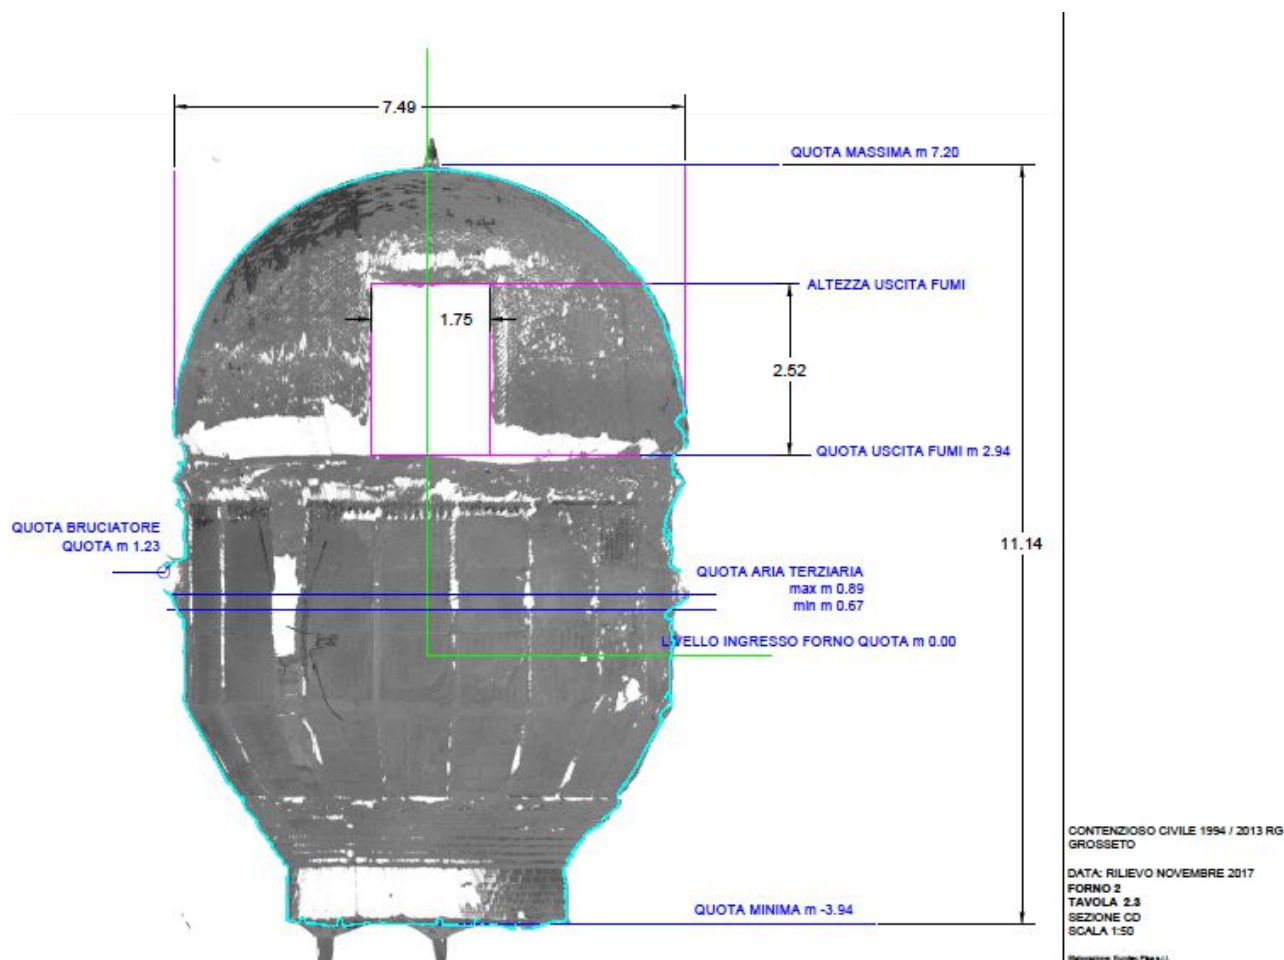 7.49
QUOTA MASSIMA m 7.20
ALTEZZA USCITA FUMI
1.75
2.52
QUOTA USCITA FUMI m 2.94
QUOTA BRUCIATORE
QUOTA m 1.23
11.14
QUOTA ARIA TERZIARIA
max m 0.89
min m 0.67
LIVELLO INGRESSO FORNO QUOTA m 0.00
QUOTA MINIMA m -3.94
CONTENZIOSO CIVILE 1994 / 2013 RG
GROSSETO
DATA: RILIEVO NOVEMBRE 2017
FORNO 2
TAVOLA 2.3
SEZIONE CD
SCALA 1:50